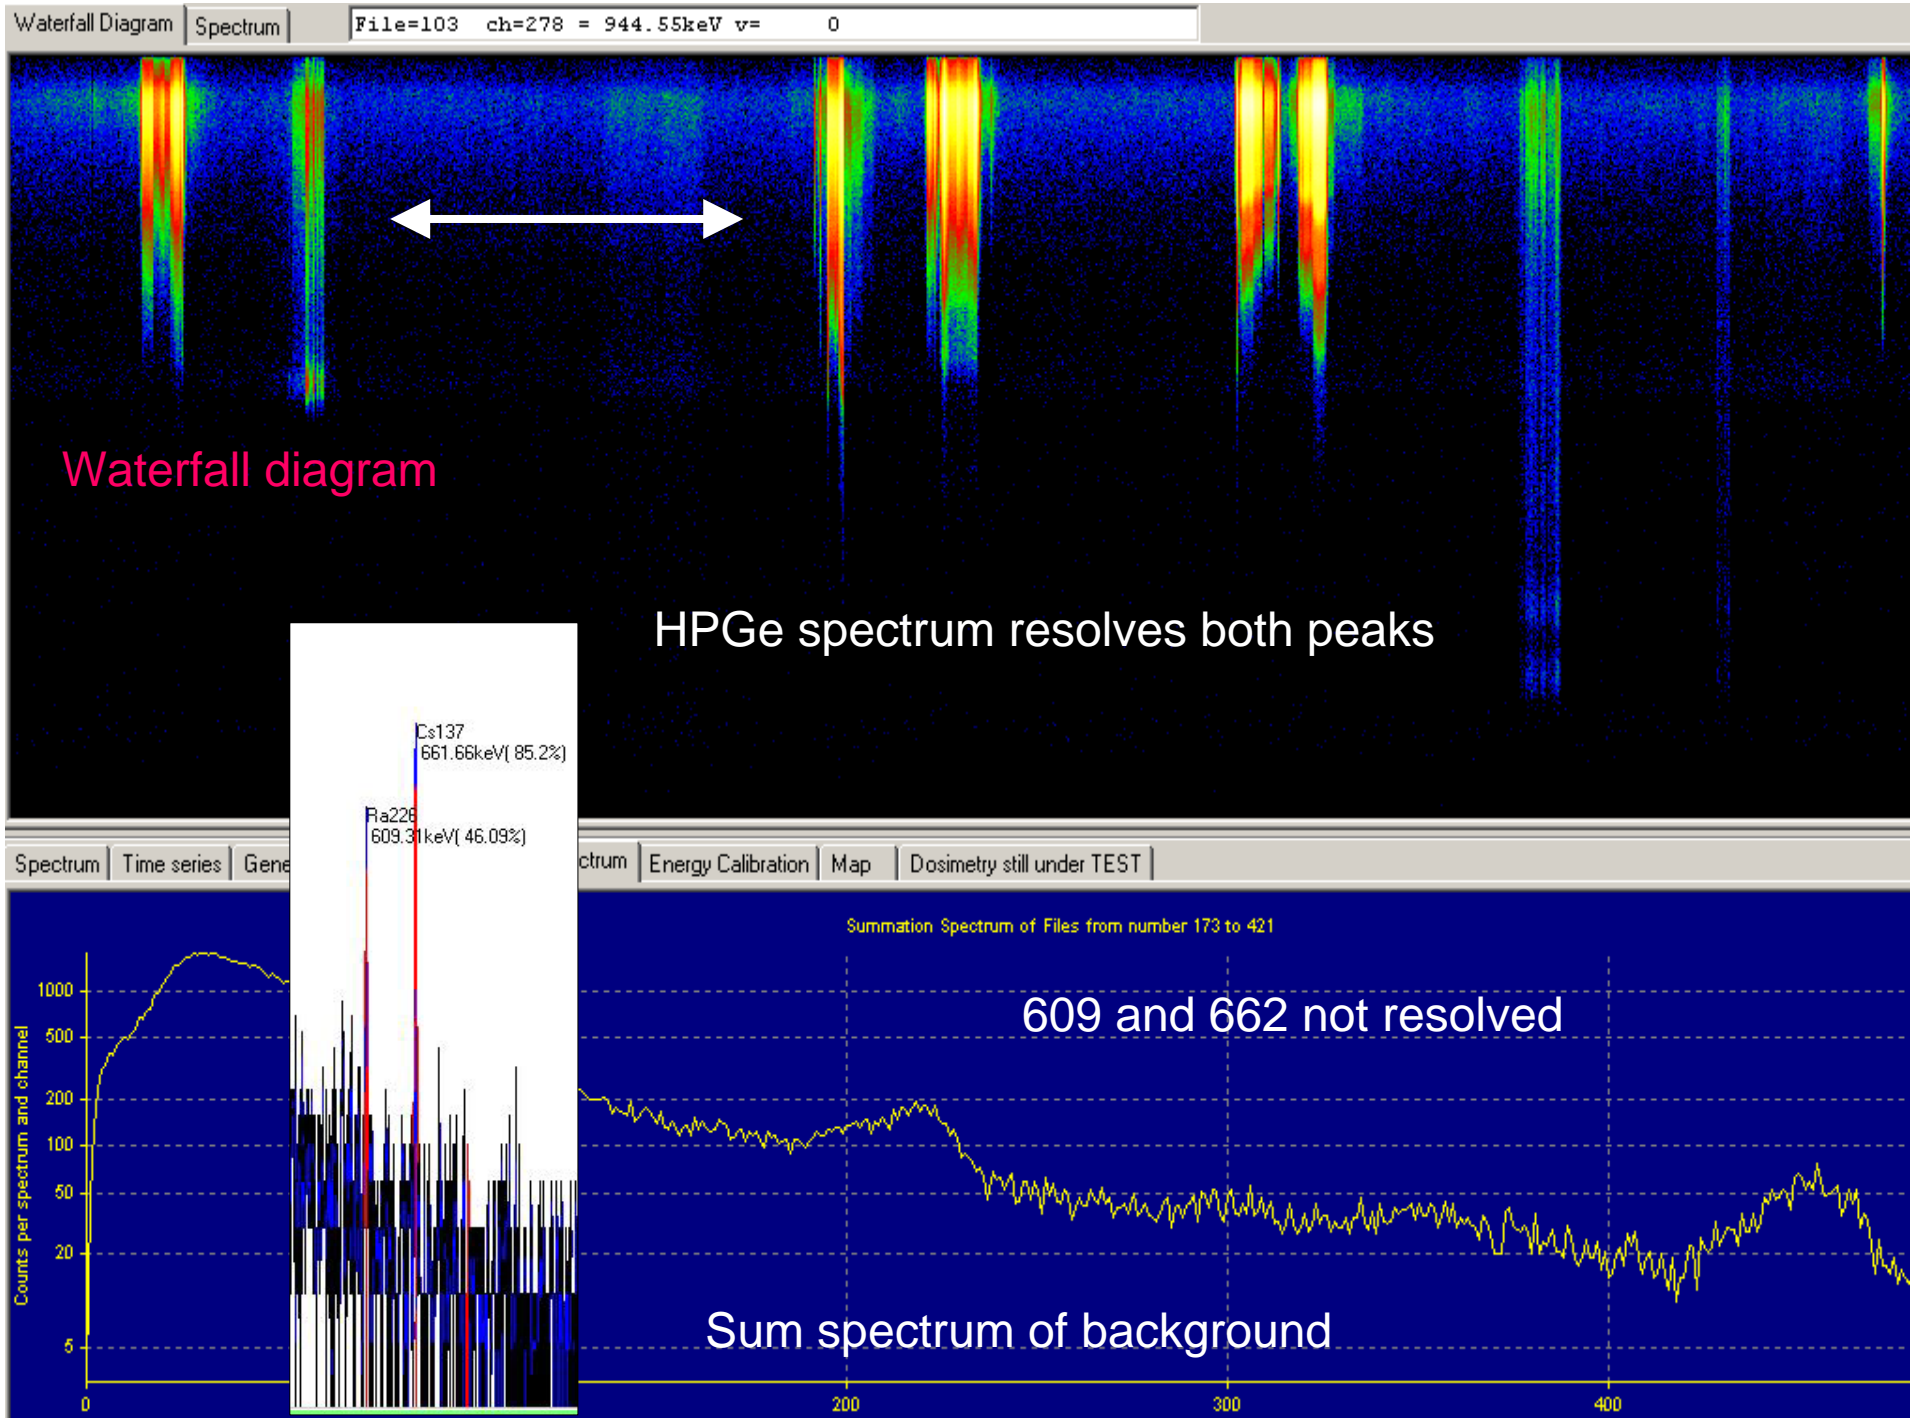 Waterfall Diagram Spectrum File=103 ch=278 = 944.55keV v= 0
Waterfall diagram
HPGe spectrum resolves both peaks
Cs137
661.66keV( 85.2%)
Ra226
609.31keV( 46.09%)
Spectrum Time series Gene ctrum Energy Calibration Map Dosimetry still under TEST
Summation Spectrum of Files from number 173 to 421
609 and 662 not resolved
Counts per spectrum and channel
1000
500
200
100
50
20
5
Sum spectrum of background
0 200 300 400